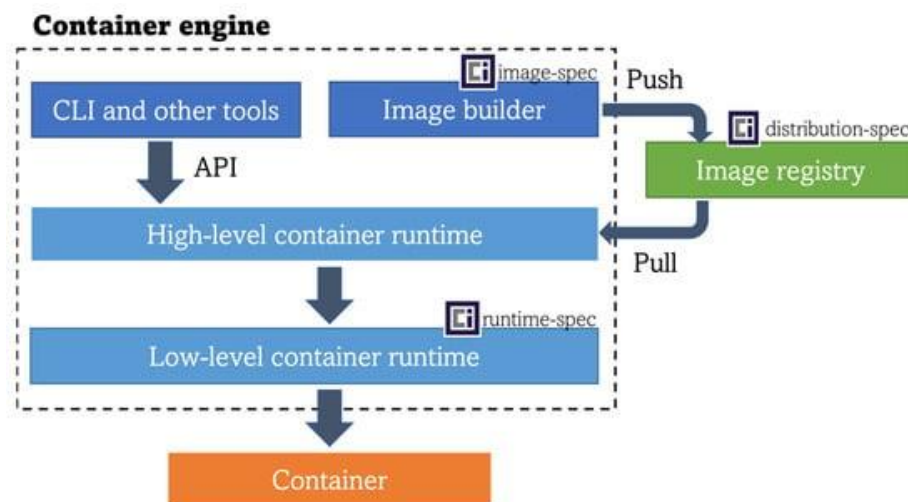 Container engine
image-spec
Push
CLI and other tools
Image builder
distribution-spec
API
Image registry
High-level container runtime
Pull
runtime-spec
Low-level container runtime
Container